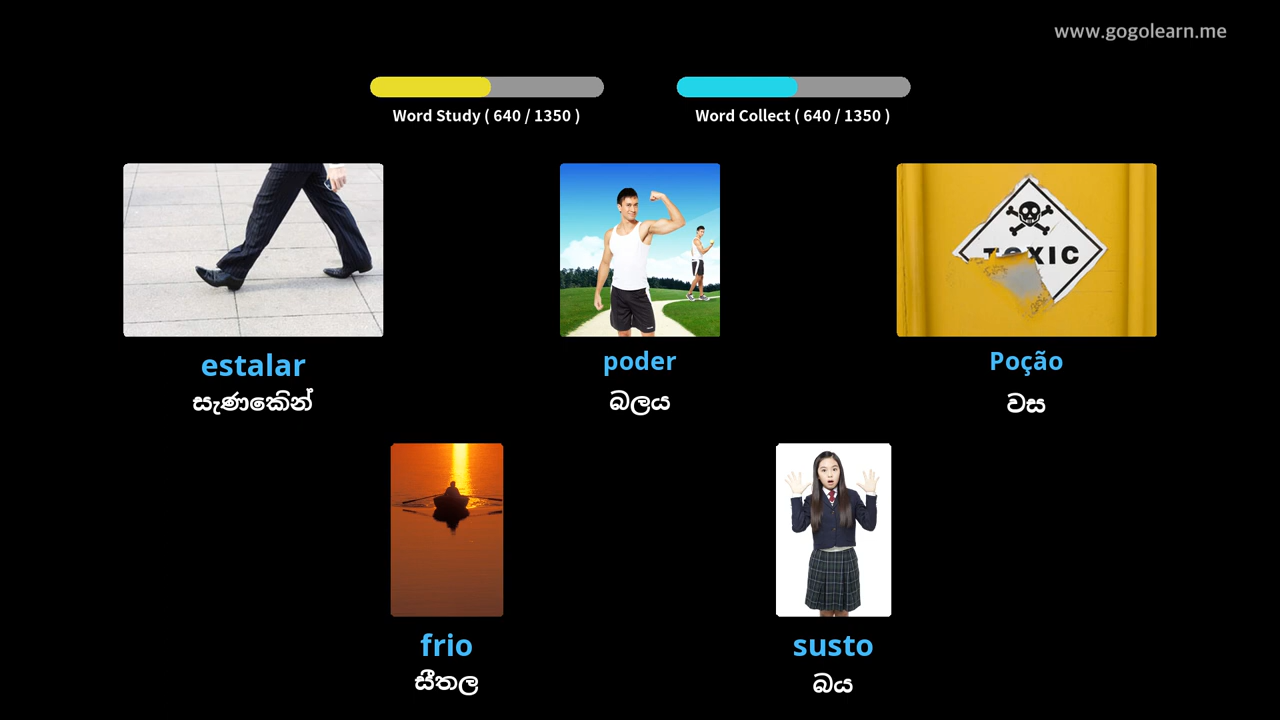 www.gogolearn.me
Word Study ( 640 / 1350 )
Word Collect ( 640 / 1350 )
TOXIC
estalar
සැණකෙින්
poder
බලය
Poção
වස
frio
සීතල
susto
බය